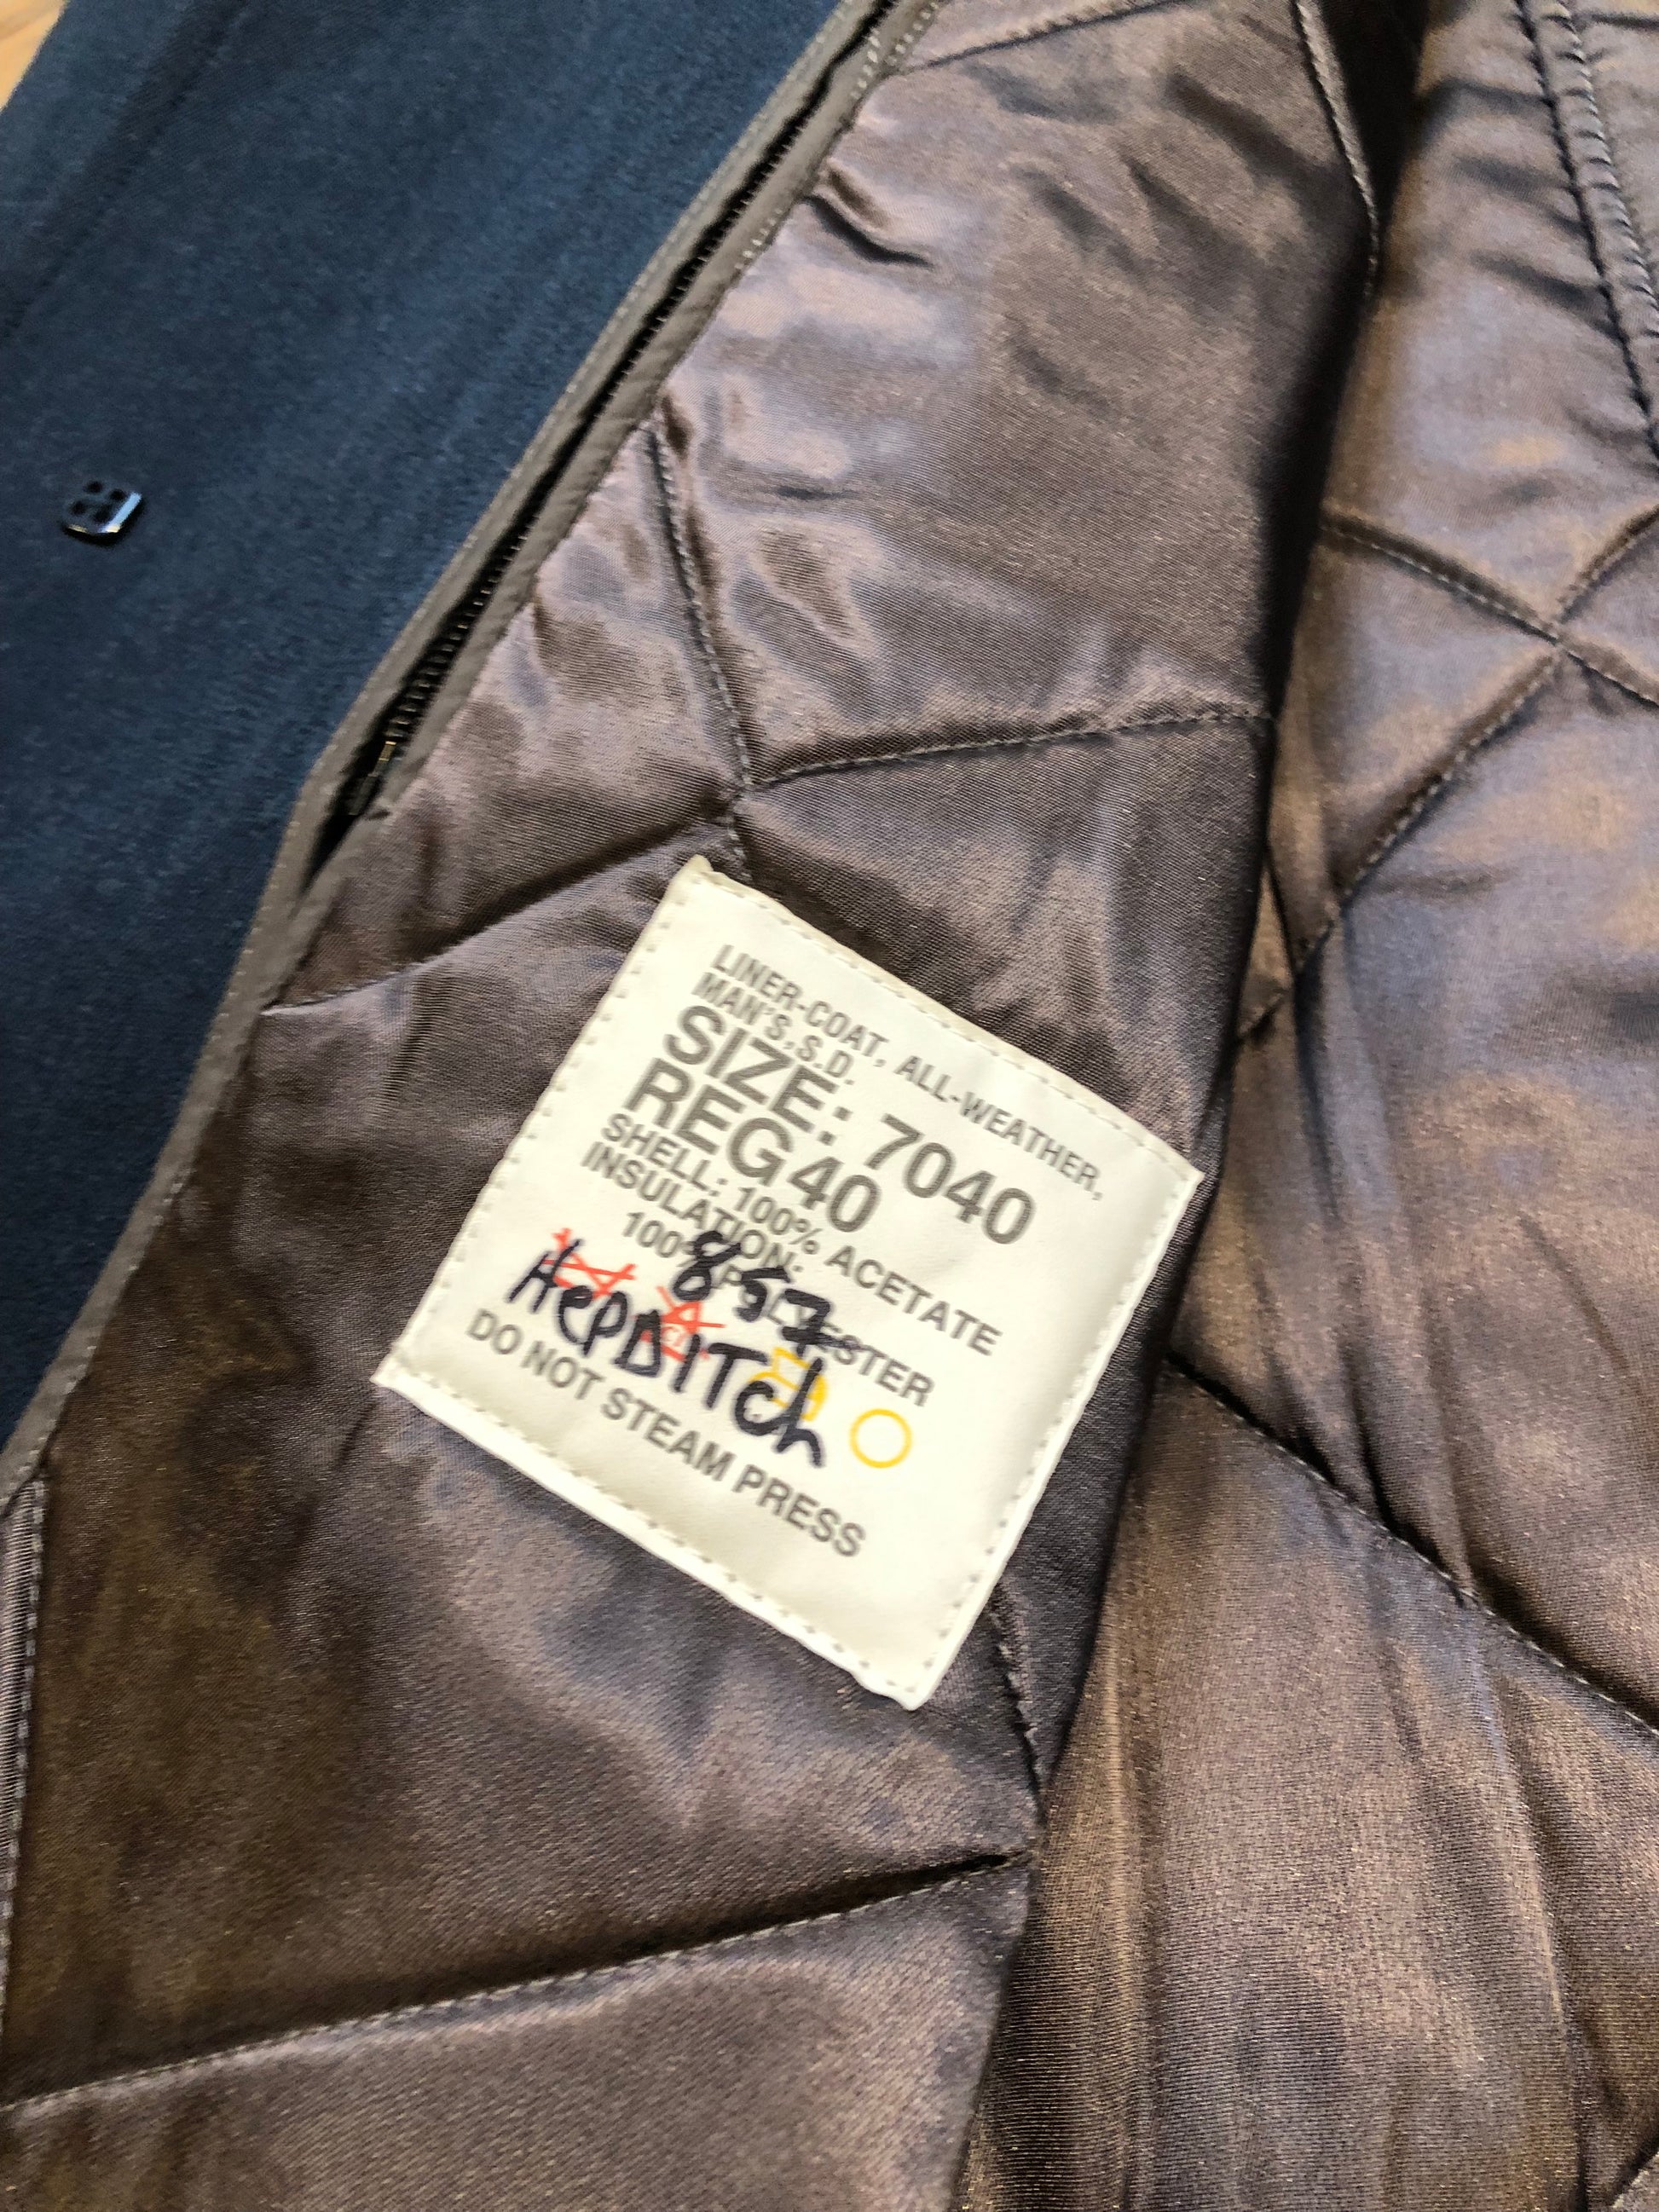 LINER-COAT, ALL-WEATHER,
MAN'S, S.D.
SIZE: 7040
REG 40
SHELL: 100% ACETATE
INSULATION:
100% POLYESTER
857
HEPDITCh
DO NOT STEAM PRESS